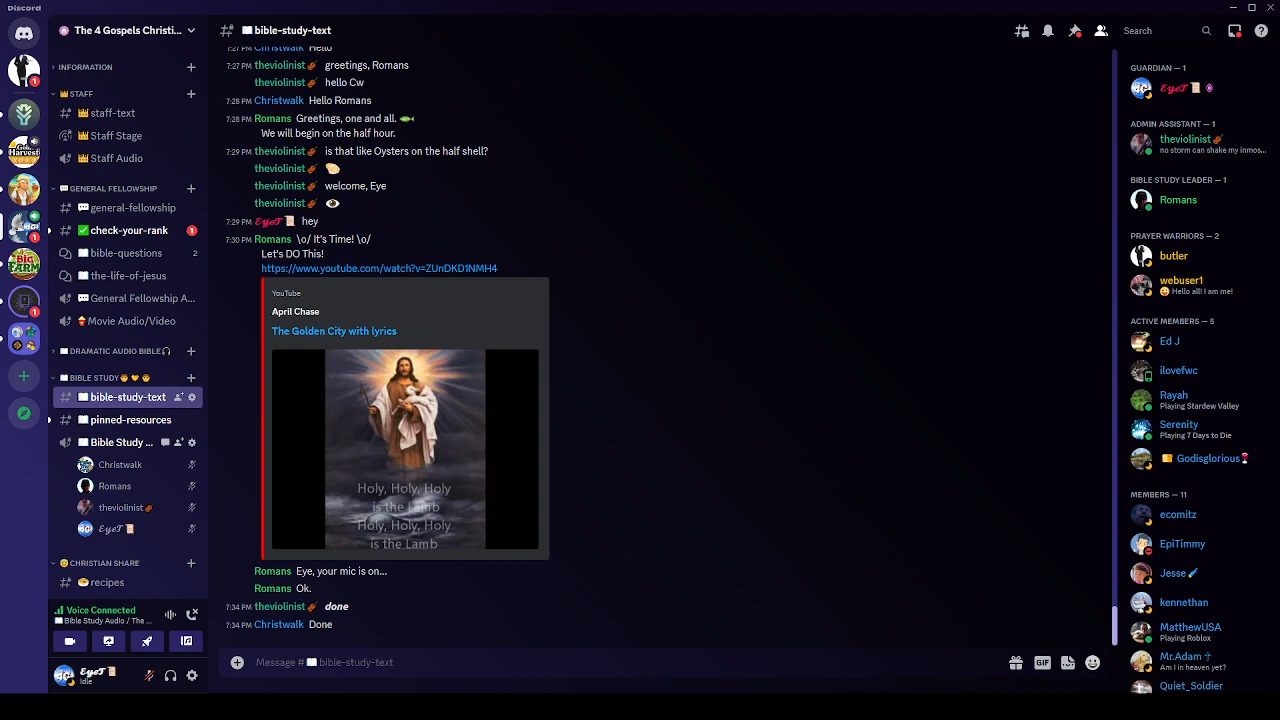 Discord
The 4 Gospels Christi...
INFORMATION
STAFF
staff-text
Staff Stage
Staff Audio
GENERAL FELLOWSHIP
general-fellowship
check-your-rank 1
bible-questions 2
the-life-of-jesus
General Fellowship A...
Movie Audio/Video
DRAMATIC AUDIO BIBLE
BIBLE STUDY
bible-study-text
pinned-resources
Bible Study ...
Christwalk
Romans
theviolinist
EyeT
CHRISTIAN SHARE
recipes
Voice Connected
Bible Study Audio / The ...
EyeT
Idle
bible-study-text
Search
7:27 PM Christwalk Hello
7:27 PM theviolinist greetings, Romans
theviolinist hello Cw
7:28 PM Christwalk Hello Romans
7:28 PM Romans Greetings, one and all.
We will begin on the half hour.
7:29 PM theviolinist is that like Oysters on the half shell?
theviolinist
theviolinist welcome, Eye
theviolinist
7:29 PM EyeT hey
7:30 PM Romans \o/ It's Time! \o/
Let's DO This!
https://www.youtube.com/watch?v=ZUnDKD1NMH4
YouTube
April Chase
The Golden City with lyrics
Holy, Holy, Holy
is the Lamb
Holy, Holy, Holy
is the Lamb
Romans Eye, your mic is on...
Romans Ok.
7:34 PM theviolinist done
7:34 PM Christwalk Done
Message # bible-study-text
GIF
GUARDIAN — 1
EyeT
ADMIN ASSISTANT — 1
theviolinist
no storm can shake my inmos...
BIBLE STUDY LEADER — 1
Romans
PRAYER WARRIORS — 2
butler
webuser1
Hello all! I am me!
ACTIVE MEMBERS — 5
Ed J
ilovefwc
Rayah
Playing Stardew Valley
Serenity
Playing 7 Days to Die
Godisglorious
MEMBERS — 11
ecomitz
EpiTimmy
Jesse
kennethan
MatthewUSA
Playing Roblox
Mr.Adam
Am I in heaven yet?
Quiet_Soldier